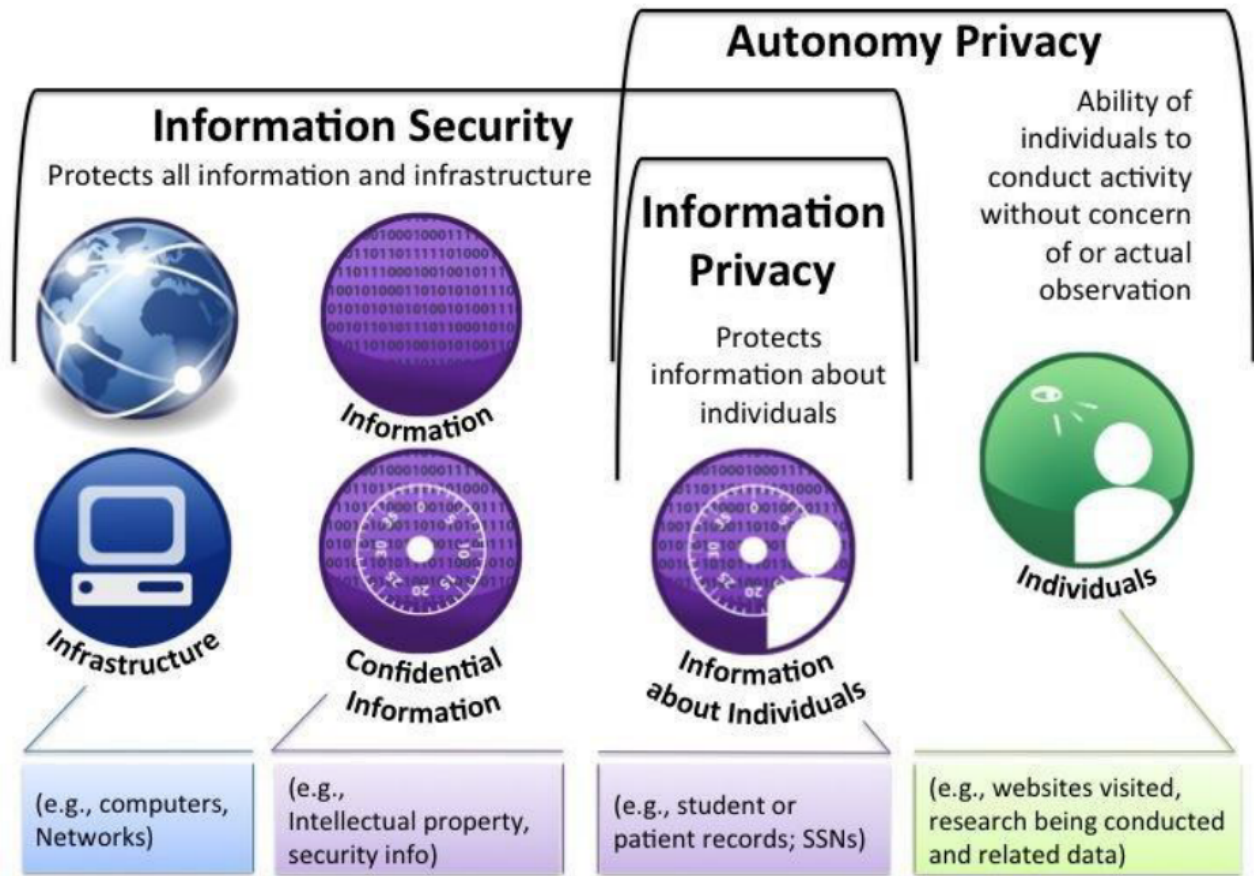 Autonomy Privacy
Ability of
individuals to
conduct activity
without concern
of or actual
observation
Information Security
Protects all information and infrastructure
Information
Privacy
Protects
information about
individuals
Information
Infrastructure
Confidential
Information
Information
about Individuals
Individuals
(e.g., computers,
Networks)
(e.g.,
Intellectual property,
security info)
(e.g., student or
patient records; SSNs)
(e.g., websites visited,
research being conducted
and related data)